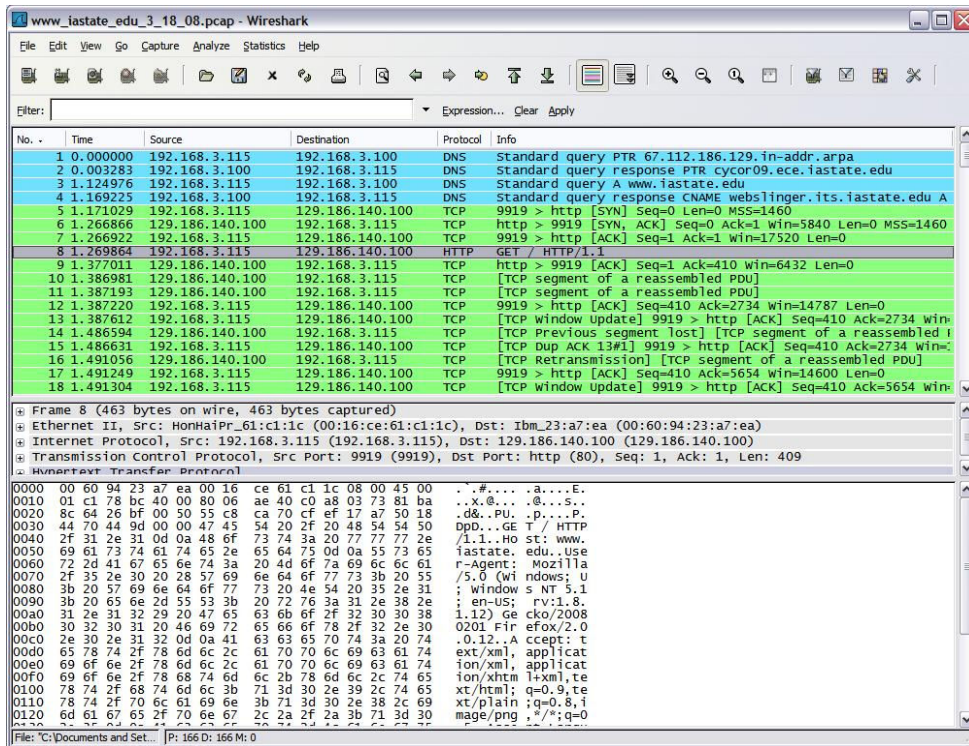 www_iastate_edu_3_18_08.pcap - Wireshark
File Edit View Go Capture Analyze Statistics Help
Filter: Expression... Clear Apply
No. Time Source Destination Protocol Info
1 0.000000 192.168.3.115 192.168.3.100 DNS Standard query PTR 67.112.186.129.in-addr.arpa
2 0.003283 192.168.3.100 192.168.3.115 DNS Standard query response PTR cycor09.ece.iastate.edu
3 1.124976 192.168.3.115 192.168.3.100 DNS Standard query A www.iastate.edu
4 1.169225 192.168.3.100 192.168.3.115 DNS Standard query response CNAME webslinger.its.iastate.edu A
5 1.171029 192.168.3.115 129.186.140.100 TCP 9919 > http [SYN] Seq=0 Len=0 MSS=1460
6 1.266866 129.186.140.100 192.168.3.115 TCP http > 9919 [SYN, ACK] Seq=0 Ack=1 Win=5840 Len=0 MSS=1460
7 1.266922 192.168.3.115 129.186.140.100 TCP 9919 > http [ACK] Seq=1 Ack=1 Win=17520 Len=0
8 1.269864 192.168.3.115 129.186.140.100 HTTP GET / HTTP/1.1
9 1.377011 129.186.140.100 192.168.3.115 TCP http > 9919 [ACK] Seq=1 Ack=410 Win=6432 Len=0
10 1.386981 129.186.140.100 192.168.3.115 TCP [TCP segment of a reassembled PDU]
11 1.387193 129.186.140.100 192.168.3.115 TCP [TCP segment of a reassembled PDU]
12 1.387220 192.168.3.115 129.186.140.100 TCP 9919 > http [ACK] Seq=410 Ack=2734 Win=14787 Len=0
13 1.387612 192.168.3.115 129.186.140.100 TCP [TCP Window Update] 9919 > http [ACK] Seq=410 Ack=2734 Win=
14 1.486594 129.186.140.100 192.168.3.115 TCP [TCP Previous segment lost] [TCP segment of a reassembled
15 1.486631 192.168.3.115 129.186.140.100 TCP [TCP Dup ACK 13#1] 9919 > http [ACK] Seq=410 Ack=2734 Win=
16 1.491056 129.186.140.100 192.168.3.115 TCP [TCP Retransmission] [TCP segment of a reassembled PDU]
17 1.491249 192.168.3.115 129.186.140.100 TCP 9919 > http [ACK] Seq=410 Ack=5654 Win=14600 Len=0
18 1.491304 192.168.3.115 129.186.140.100 TCP [TCP Window Update] 9919 > http [ACK] Seq=410 Ack=5654 Win=
Frame 8 (463 bytes on wire, 463 bytes captured)
Ethernet II, Src: HonHaiPr_61:c1:1c (00:16:ce:61:c1:1c), Dst: Ibm_23:a7:ea (00:60:94:23:a7:ea)
Internet Protocol, Src: 192.168.3.115 (192.168.3.115), Dst: 129.186.140.100 (129.186.140.100)
Transmission Control Protocol, Src Port: 9919 (9919), Dst Port: http (80), Seq: 1, Ack: 1, Len: 409
Hypertext Transfer Protocol
0000 00 60 94 23 a7 ea 00 16 ce 61 c1 1c 08 00 45 00 .`.#.... .a....E.
0010 01 c1 78 bc 40 00 80 06 ae 40 c0 a8 03 73 81 ba ..x.@... .@...s..
0020 8c 64 26 bf 00 50 55 c8 ca 70 cf ef 17 a7 50 18 .d&..PU. .p....P.
0030 44 70 44 9d 00 00 47 45 54 20 2f 20 48 54 54 50 DpD...GE T / HTTP
0040 2f 31 2e 31 0d 0a 48 6f 73 74 3a 20 77 77 77 2e /1.1..Ho st: www.
0050 69 61 73 74 61 74 65 2e 65 64 75 0d 0a 55 73 65 iastate. edu..Use
0060 72 2d 41 67 65 6e 74 3a 20 4d 6f 7a 69 6c 6c 61 r-Agent: Mozilla
0070 2f 35 2e 30 20 28 57 69 6e 64 6f 77 73 3b 20 55 /5.0 (Wi ndows; U
0080 3b 20 57 69 6e 64 6f 77 73 20 4e 54 20 35 2e 31 ; Window s NT 5.1
0090 3b 20 65 6e 2d 55 53 3b 20 72 76 3a 31 2e 38 2e ; en-US; rv:1.8.
00a0 31 2e 31 32 29 20 47 65 63 6b 6f 2f 32 30 30 38 1.12) Ge cko/2008
00b0 30 32 30 31 20 46 69 72 65 66 6f 78 2f 32 2e 30 0201 Fir efox/2.0
00c0 2e 30 2e 31 32 0d 0a 41 63 63 65 70 74 3a 20 74 .0.12..A ccept: t
00d0 65 78 74 2f 78 6d 6c 2c 61 70 70 6c 69 63 61 74 ext/xml, applicat
00e0 69 6f 6e 2f 78 6d 6c 2c 61 70 70 6c 69 63 61 74 ion/xml, applicat
00f0 69 6f 6e 2f 78 68 74 6d 6c 2b 78 6d 6c 2c 74 65 ion/xhtm l+xml,te
0100 78 74 2f 68 74 6d 6c 3b 71 3d 30 2e 39 2c 74 65 xt/html; q=0.9,te
0110 78 74 2f 70 6c 61 69 6e 3b 71 3d 30 2e 38 2c 69 xt/plain ;q=0.8,i
0120 6d 61 67 65 2f 70 6e 67 2c 2a 2f 2a 3b 71 3d 30 mage/png ,*/*;q=0
File: "C:\Documents and Set... P: 166 D: 166 M: 0